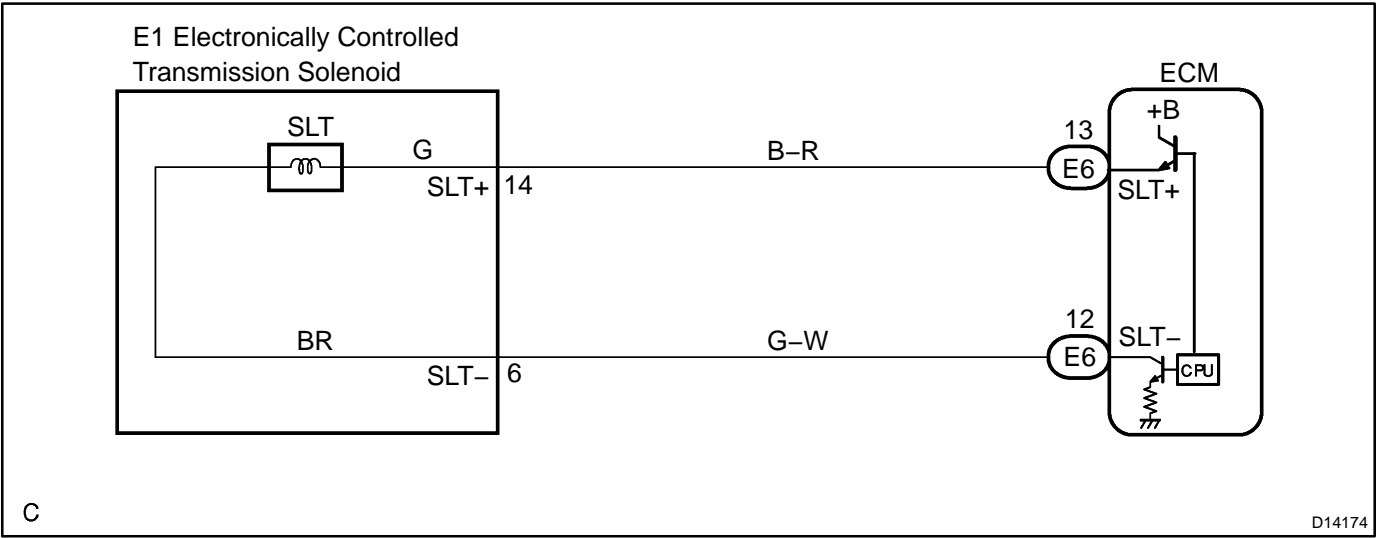 E1 Electronically Controlled
Transmission Solenoid
ECM
SLT
+B
G
B–R
13
E6
SLT+
14
SLT+
BR
G–W
12
E6
SLT–
CPU
SLT–
6
C
D14174